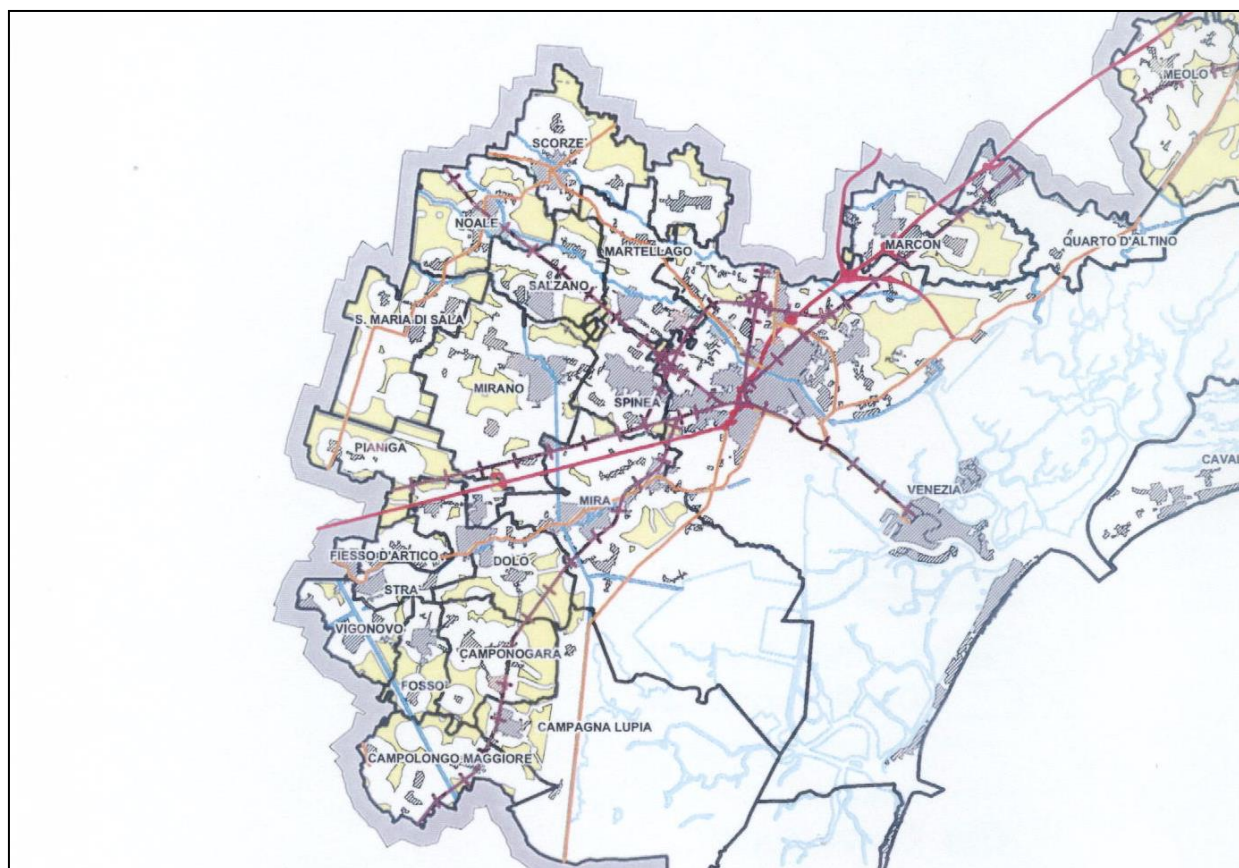 MEOLO
SCORZE'
NOALE
MARTELLAGO
MARCON
QUARTO D'ALTINO
SALZANO
S. MARIA DI SALA
MIRANO
SPINEA
PIANIGA
VENEZIA
MIRA
FIESSO D'ARTICO
DOLO
STRA
VIGONOVO
CAMPONOGARA
FOSSO'
CAMPAGNA LUPIA
CAMPOLONGO MAGGIORE